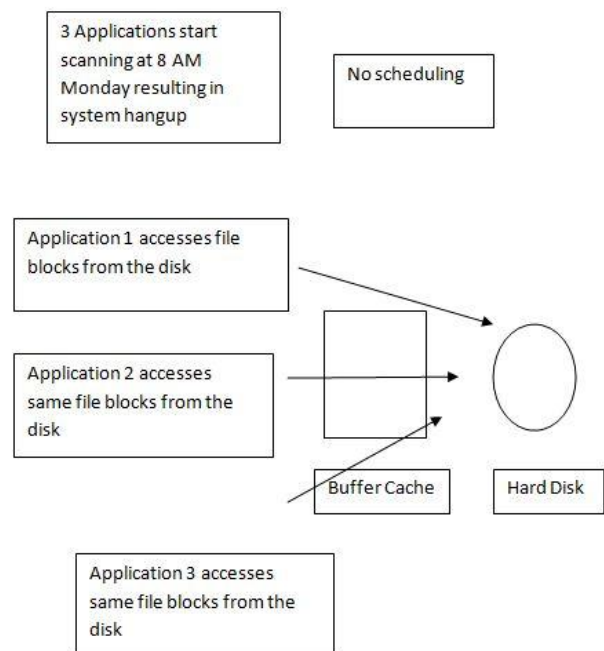 3 Applications start
scanning at 8 AM
Monday resulting in
system hangup
No scheduling
Application 1 accesses file
blocks from the disk
Application 2 accesses
same file blocks from the
disk
Buffer Cache
Hard Disk
Application 3 accesses
same file blocks from the
disk